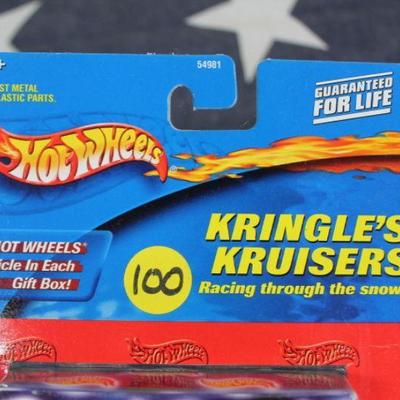 +
54981
ST METAL
ASTIC PARTS.
GUARANTEED
FOR LIFE
HOT WHEELS
KRINGLE'S
KRUISERS
Racing through the snow
HOT WHEELS®
icle In Each
Gift Box!
100
HOT WHEELS HOT WHEELS HOT WHEELS